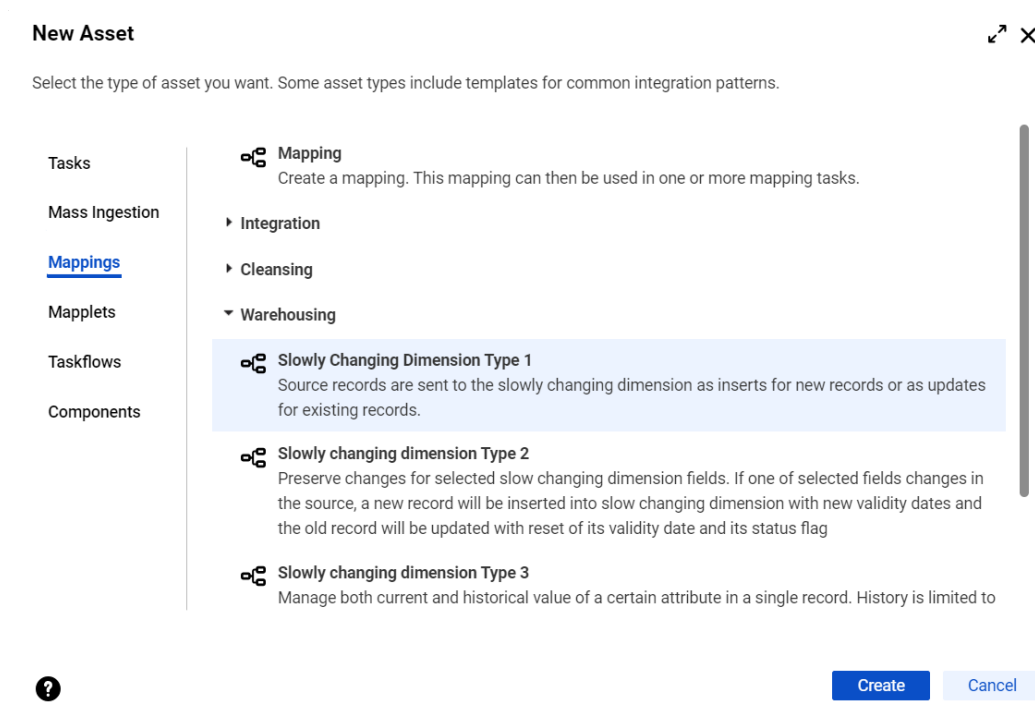 New Asset
Select the type of asset you want. Some asset types include templates for common integration patterns.
Tasks
Mass Ingestion
Mappings
Mapplets
Taskflows
Components
Mapping
Create a mapping. This mapping can then be used in one or more mapping tasks.
Integration
Cleansing
Warehousing
Slowly Changing Dimension Type 1
Source records are sent to the slowly changing dimension as inserts for new records or as updates
for existing records.
Slowly changing dimension Type 2
Preserve changes for selected slow changing dimension fields. If one of selected fields changes in
the source, a new record will be inserted into slow changing dimension with new validity dates and
the old record will be updated with reset of its validity date and its status flag
Slowly changing dimension Type 3
Manage both current and historical value of a certain attribute in a single record. History is limited to
?
Create
Cancel